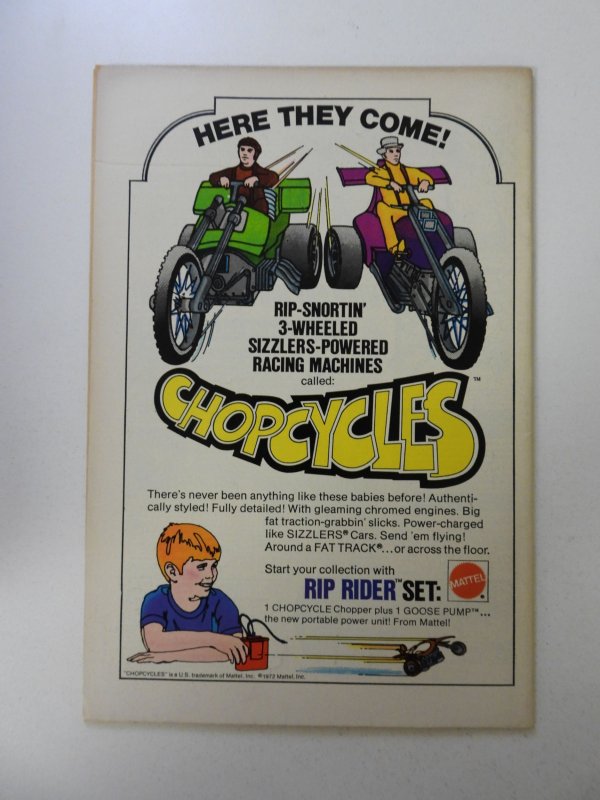 HERE THEY COME!
RIP-SNORTIN'
3-WHEELED
SIZZLERS-POWERED
RACING MACHINES
called:
CHOPCYCLES™
There's never been anything like these babies before! Authenti-
cally styled! Fully detailed! With gleaming chromed engines. Big
fat traction-grabbin' slicks. Power-charged
like SIZZLERS® Cars. Send 'em flying!
Around a FAT TRACK®...or across the floor.
Start your collection with
RIP RIDER™ SET:
MATTEL®
1 CHOPCYCLE Chopper plus 1 GOOSE PUMP™...
the new portable power unit! From Mattel!
"CHOPCYCLES" is a U.S. trademark of Mattel, Inc. ©1972 Mattel, Inc.